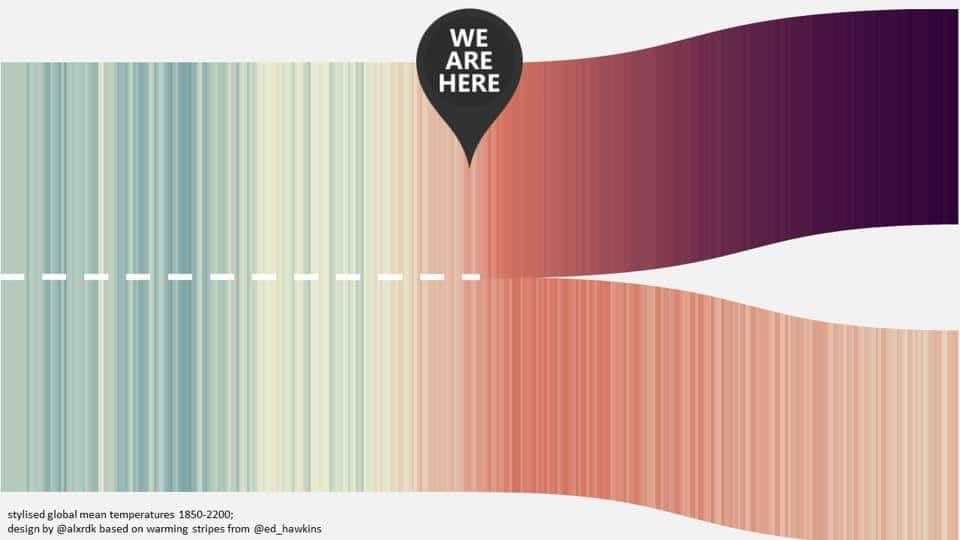 WE
ARE
HERE
stylised global mean temperatures 1850-2200;
design by @alxrdk based on warming stripes from @ed_hawkins